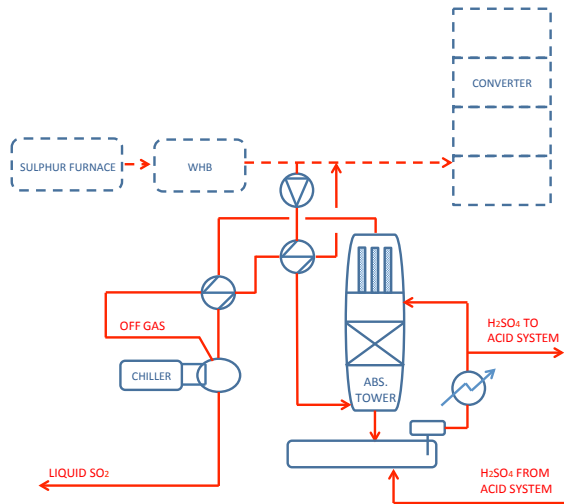 CONVERTER
SULPHUR FURNACE
WHB
OFF GAS
H₂SO₄ TO
ACID SYSTEM
CHILLER
ABS.
TOWER
LIQUID SO₂
H₂SO₄ FROM
ACID SYSTEM